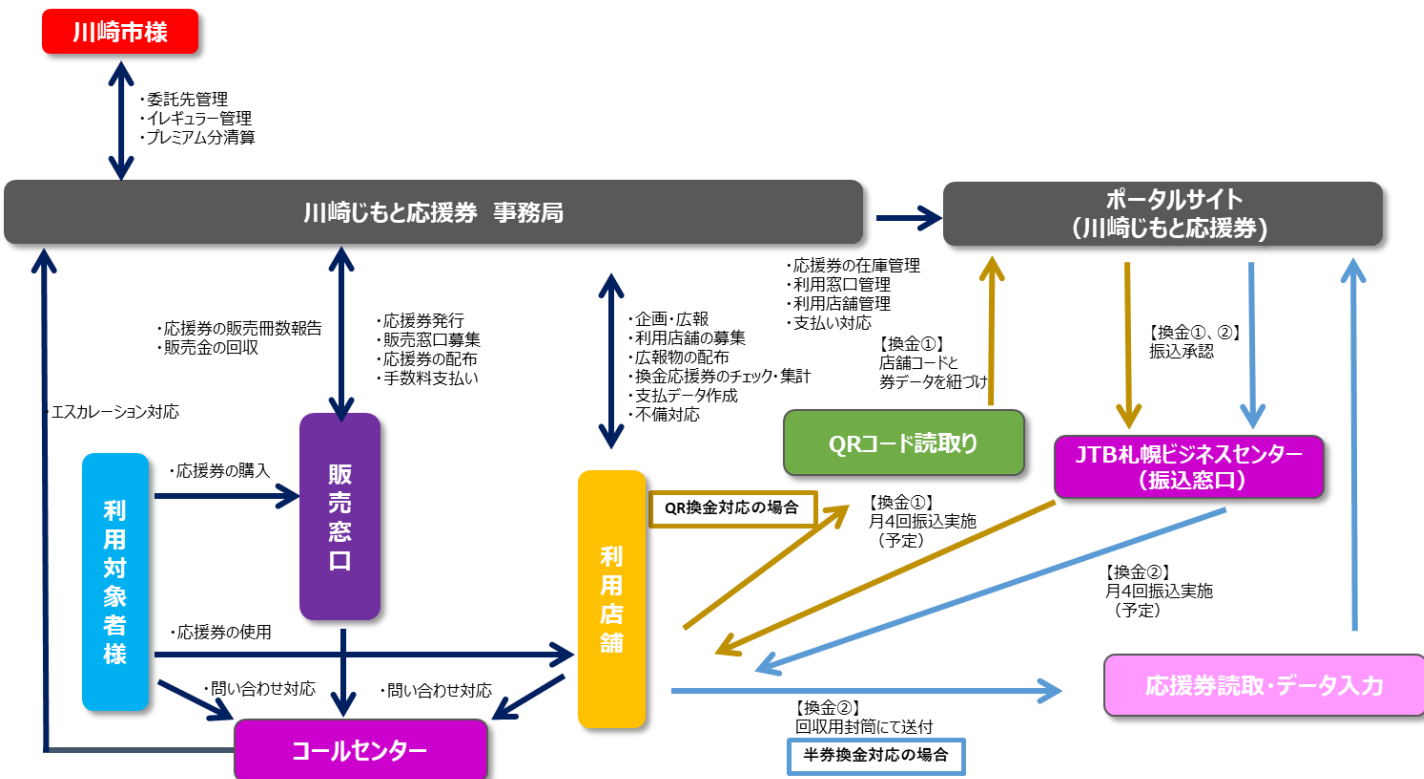 川崎市様
・委託先管理
・イレギュラー管理
・プレミアム分清算
川崎じもと応援券 事務局
ポータルサイト
(川崎じもと応援券)
・応援券の販売冊数報告
・販売金の回収
・応援券発行
・販売窓口募集
・応援券の配布
・手数料支払い
・企画・広報
・利用店舗の募集
・広報物の配布
・換金応援券のチェック・集計
・支払データ作成
・不備対応
・応援券の在庫管理
・利用窓口管理
・利用店舗管理
・支払い対応
【換金①】
店舗コードと
券データを紐づけ
【換金①、②】
振込承認
・エスカレーション対応
QRコード読取り
JTB札幌ビジネスセンター
(振込窓口)
利用対象者様
・応援券の購入
販売窓口
利用店舗
QR換金対応の場合
【換金①】
月4回振込実施
(予定)
【換金②】
月4回振込実施
(予定)
・応援券の使用
・問い合わせ対応
・問い合わせ対応
コールセンター
【換金②】
回収用封筒にて送付
半券換金対応の場合
応援券読取・データ入力